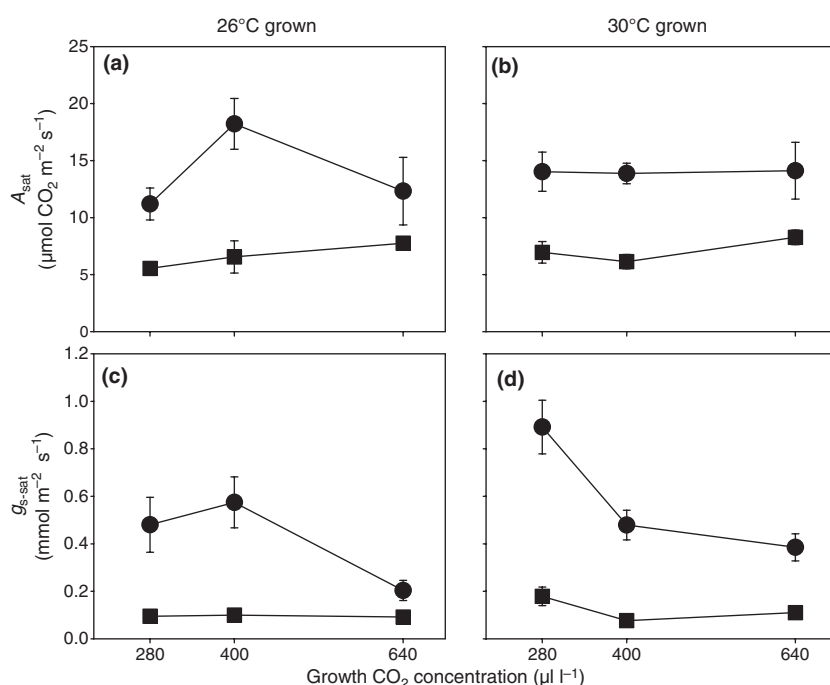 26°C grown
30°C grown
25
20
15
10
5
0
A_sat
(µmol CO₂ m⁻² s⁻¹)
(a)
(b)
1.2
1.0
0.8
0.6
0.4
0.2
0.0
g_s-sat
(mmol m⁻² s⁻¹)
(c)
(d)
280 400 640
280 400 640
Growth CO₂ concentration (µl l⁻¹)